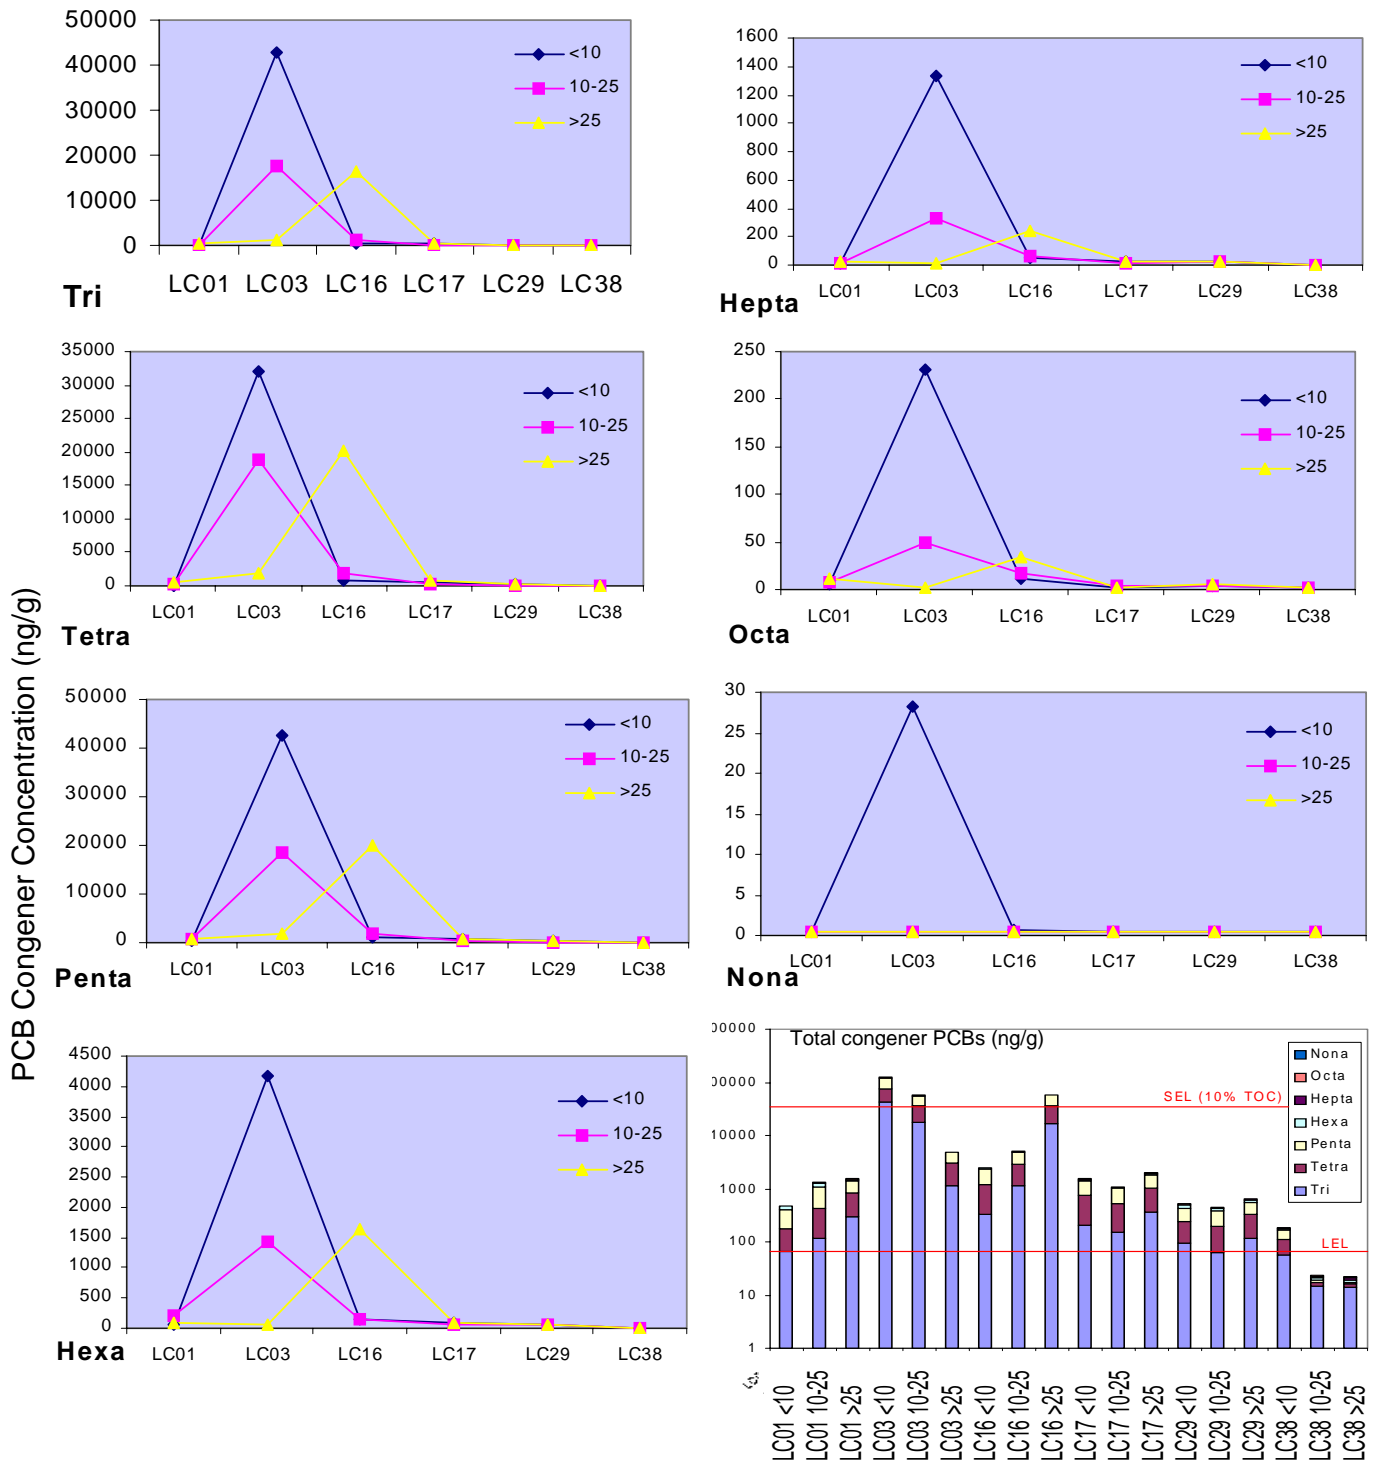 PCB Congener Concentration (ng/g)
50000
40000
30000
20000
10000
0
<10
10-25
>25
LC01 LC03 LC16 LC17 LC29 LC38
Tri
1600
1400
1200
1000
800
600
400
200
0
<10
10-25
>25
LC01 LC03 LC16 LC17 LC29 LC38
Hepta
35000
30000
25000
20000
15000
10000
5000
0
<10
10-25
>25
LC01 LC03 LC16 LC17 LC29 LC38
Tetra
250
200
150
100
50
0
<10
10-25
>25
LC01 LC03 LC16 LC17 LC29 LC38
Octa
50000
40000
30000
20000
10000
0
<10
10-25
>25
LC01 LC03 LC16 LC17 LC29 LC38
Penta
30
25
20
15
10
5
0
<10
10-25
>25
LC01 LC03 LC16 LC17 LC29 LC38
Nona
4500
4000
3500
3000
2500
2000
1500
1000
500
0
<10
10-25
>25
LC01 LC03 LC16 LC17 LC29 LC38
Hexa
Total congener PCBs (ng/g)
00000
00000
10000
1000
100
10
1
SEL (10% TOC)
LEL
Nona
Octa
Hepta
Hexa
Penta
Tetra
Tri
LC01 <10
LC01 10-25
LC01 >25
LC03 <10
LC03 10-25
LC03 >25
LC16 <10
LC16 10-25
LC16 >25
LC17 <10
LC17 10-25
LC17 >25
LC29 <10
LC29 10-25
LC29 >25
LC38 <10
LC38 10-25
LC38 >25